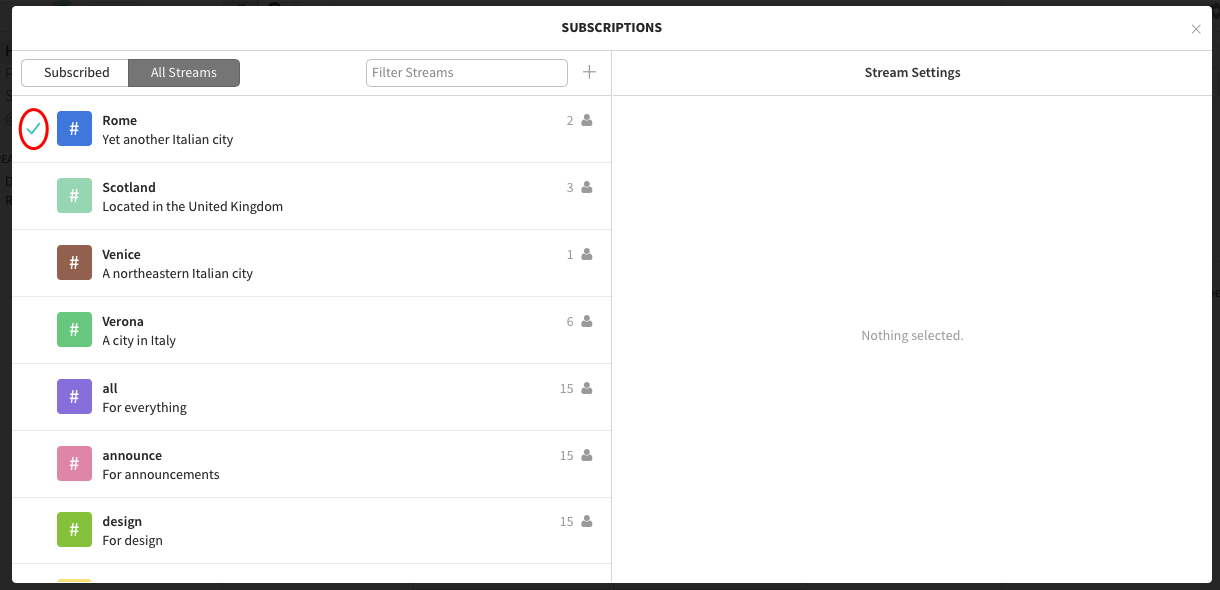 SUBSCRIPTIONS
×
Subscribed
All Streams
Filter Streams
+
Stream Settings
#
Rome
2
Yet another Italian city
#
Scotland
3
Located in the United Kingdom
#
Venice
1
A northeastern Italian city
#
Verona
6
A city in Italy
Nothing selected.
#
all
15
For everything
#
announce
15
For announcements
#
design
15
For design